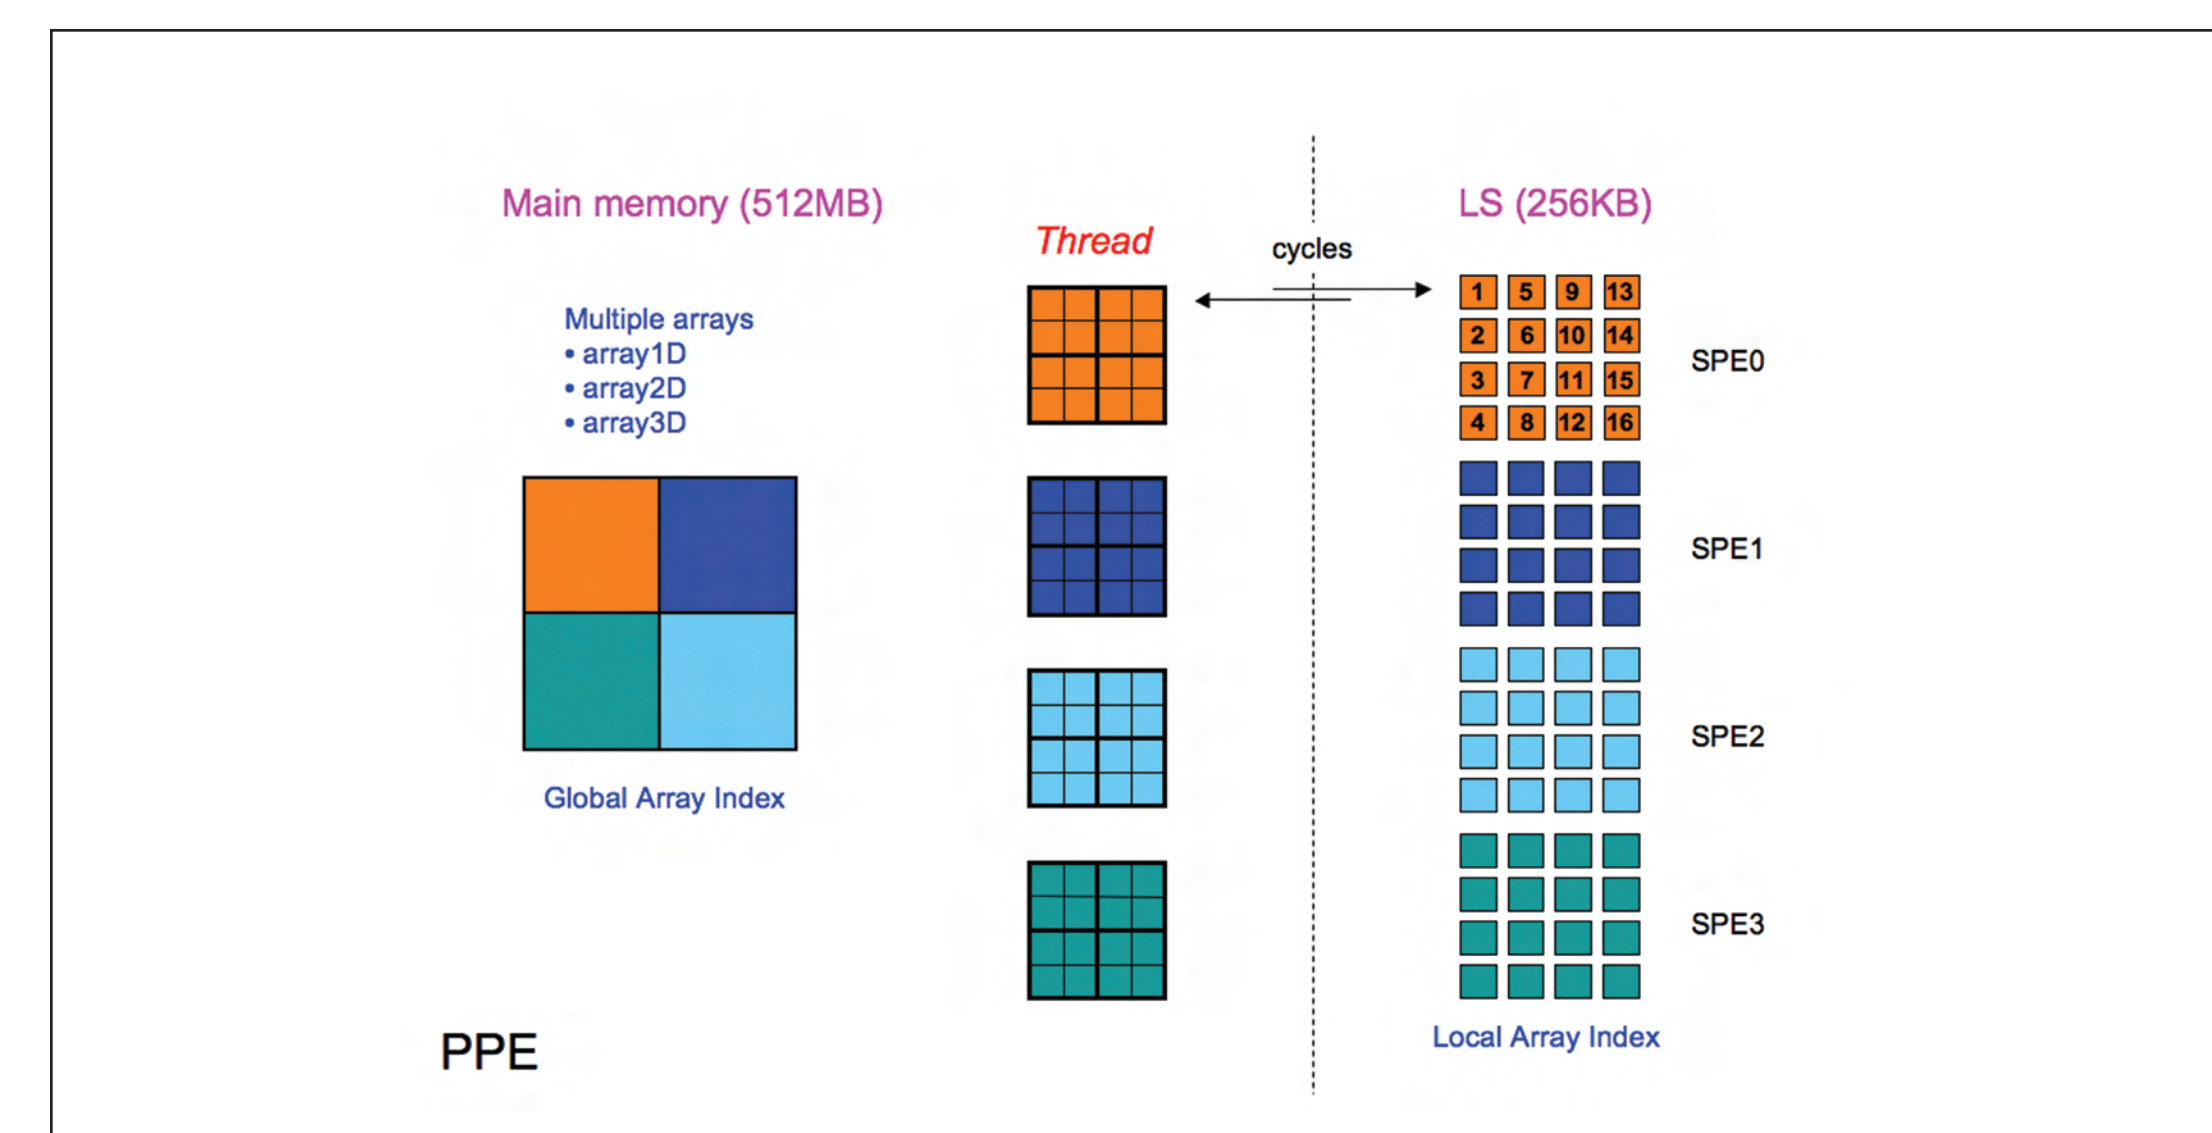 Main memory (512MB)
LS (256KB)
Thread
cycles
Multiple arrays
• array1D
• array2D
• array3D
1 5 9 13
2 6 10 14
3 7 11 15
4 8 12 16
SPE0
SPE1
SPE2
SPE3
Global Array Index
Local Array Index
PPE